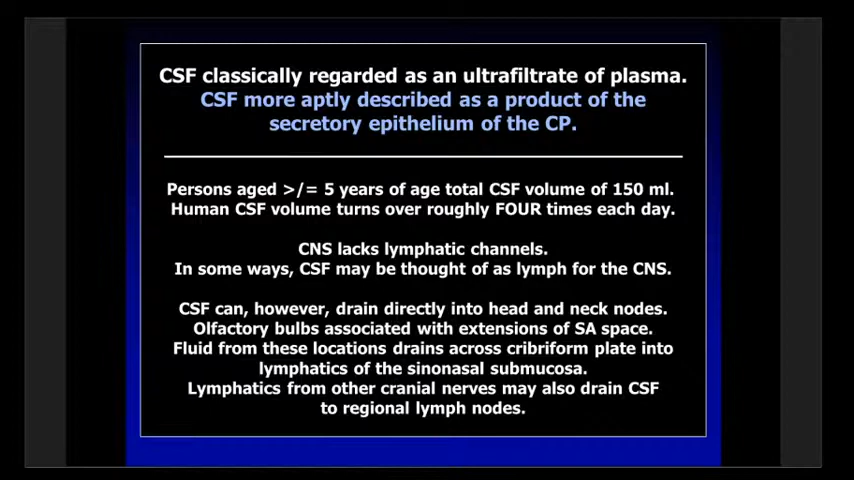 CSF classically regarded as an ultrafiltrate of plasma.
CSF more aptly described as a product of the
secretory epithelium of the CP.
Persons aged >/= 5 years of age total CSF volume of 150 ml.
Human CSF volume turns over roughly FOUR times each day.
CNS lacks lymphatic channels.
In some ways, CSF may be thought of as lymph for the CNS.
CSF can, however, drain directly into head and neck nodes.
Olfactory bulbs associated with extensions of SA space.
Fluid from these locations drains across cribriform plate into
lymphatics of the sinonasal submucosa.
Lymphatics from other cranial nerves may also drain CSF
to regional lymph nodes.